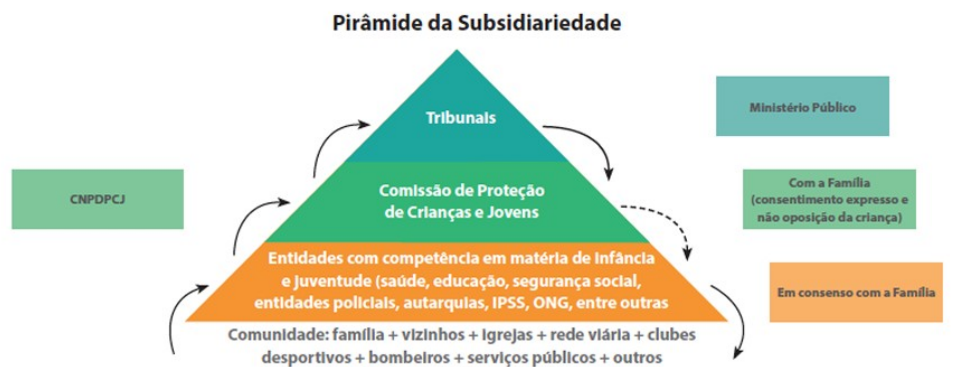 Pirâmide da Subsidiariedade
Tribunais
Ministério Público
CNPDPCJ
Comissão de Proteção
de Crianças e Jovens
Com a Família
(consentimento expresso e
não oposição da criança)
Entidades com competência em matéria de infância
e Juventude (saúde, educação, segurança social,
entidades policiais, autarquias, IPSS, ONG, entre outras
Em consenso com a Família
Comunidade: família + vizinhos + igrejas + rede viária + clubes
desportivos + bombeiros + serviços públicos + outros